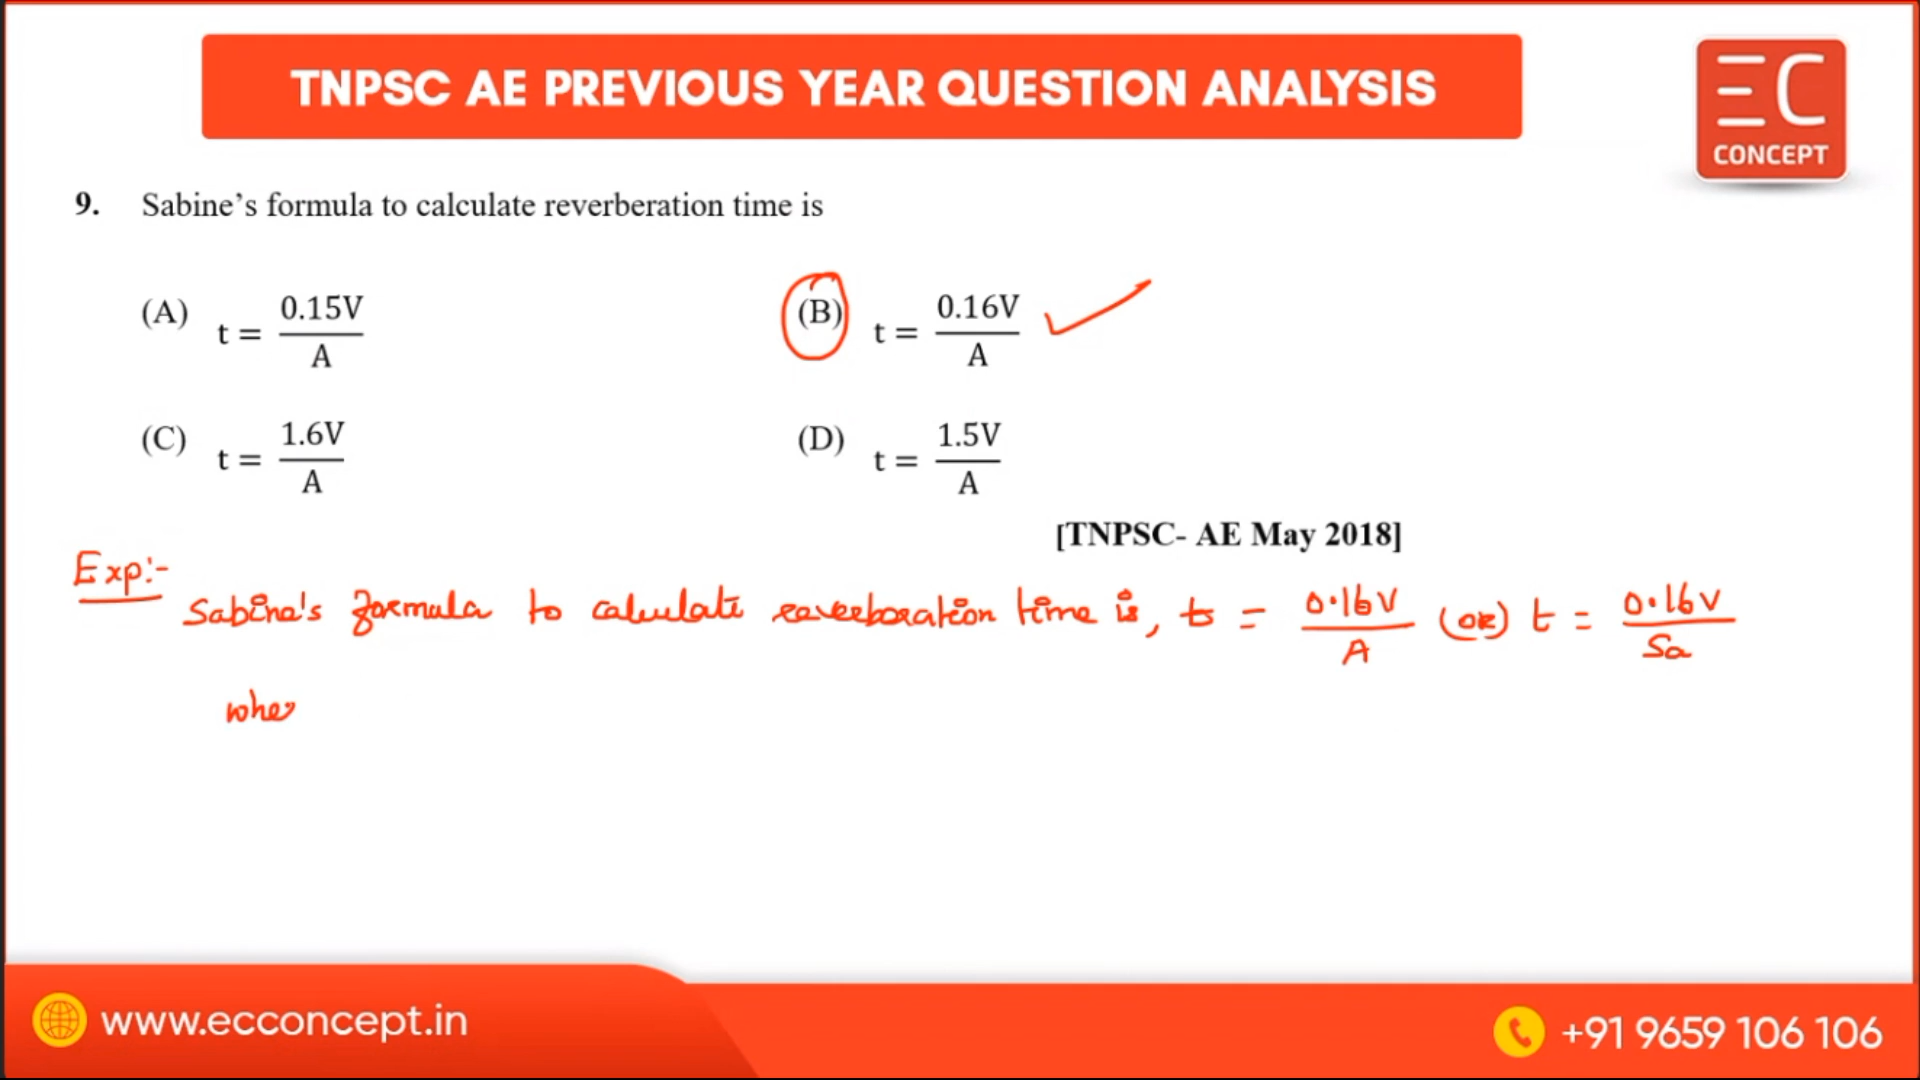 TNPSC AE PREVIOUS YEAR QUESTION ANALYSIS
EC
CONCEPT
9. Sabine’s formula to calculate reverberation time is
(A) t = 0.15V / A
(B) t = 0.16V / A
(C) t = 1.6V / A
(D) t = 1.5V / A
[TNPSC- AE May 2018]
Exp:-
Sabine's formula to calculate reverberation time is, t = 0.16V / A (or) t = 0.16V / Sa
wher
www.ecconcept.in
+91 9659 106 106